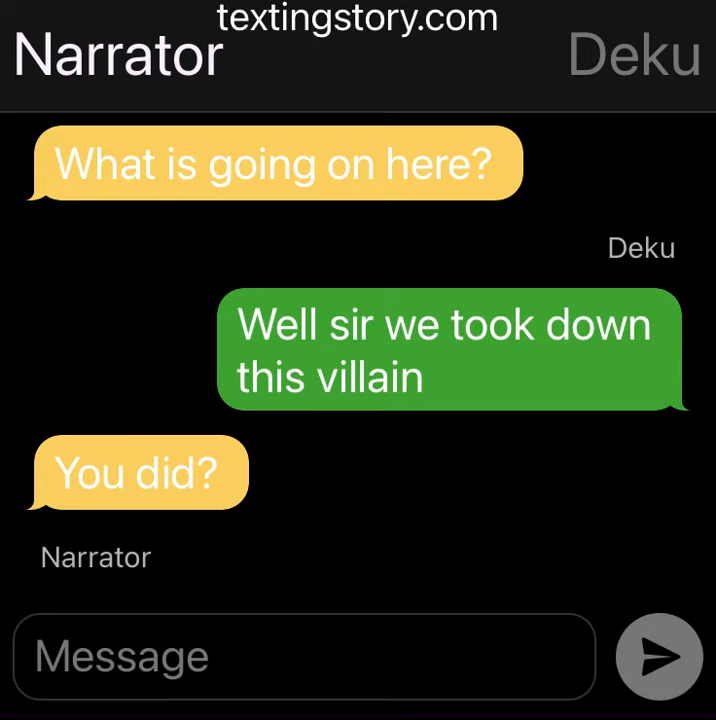 textingstory.com
Narrator Deku
What is going on here?
Deku
Well sir we took down
this villain
You did?
Narrator
Message